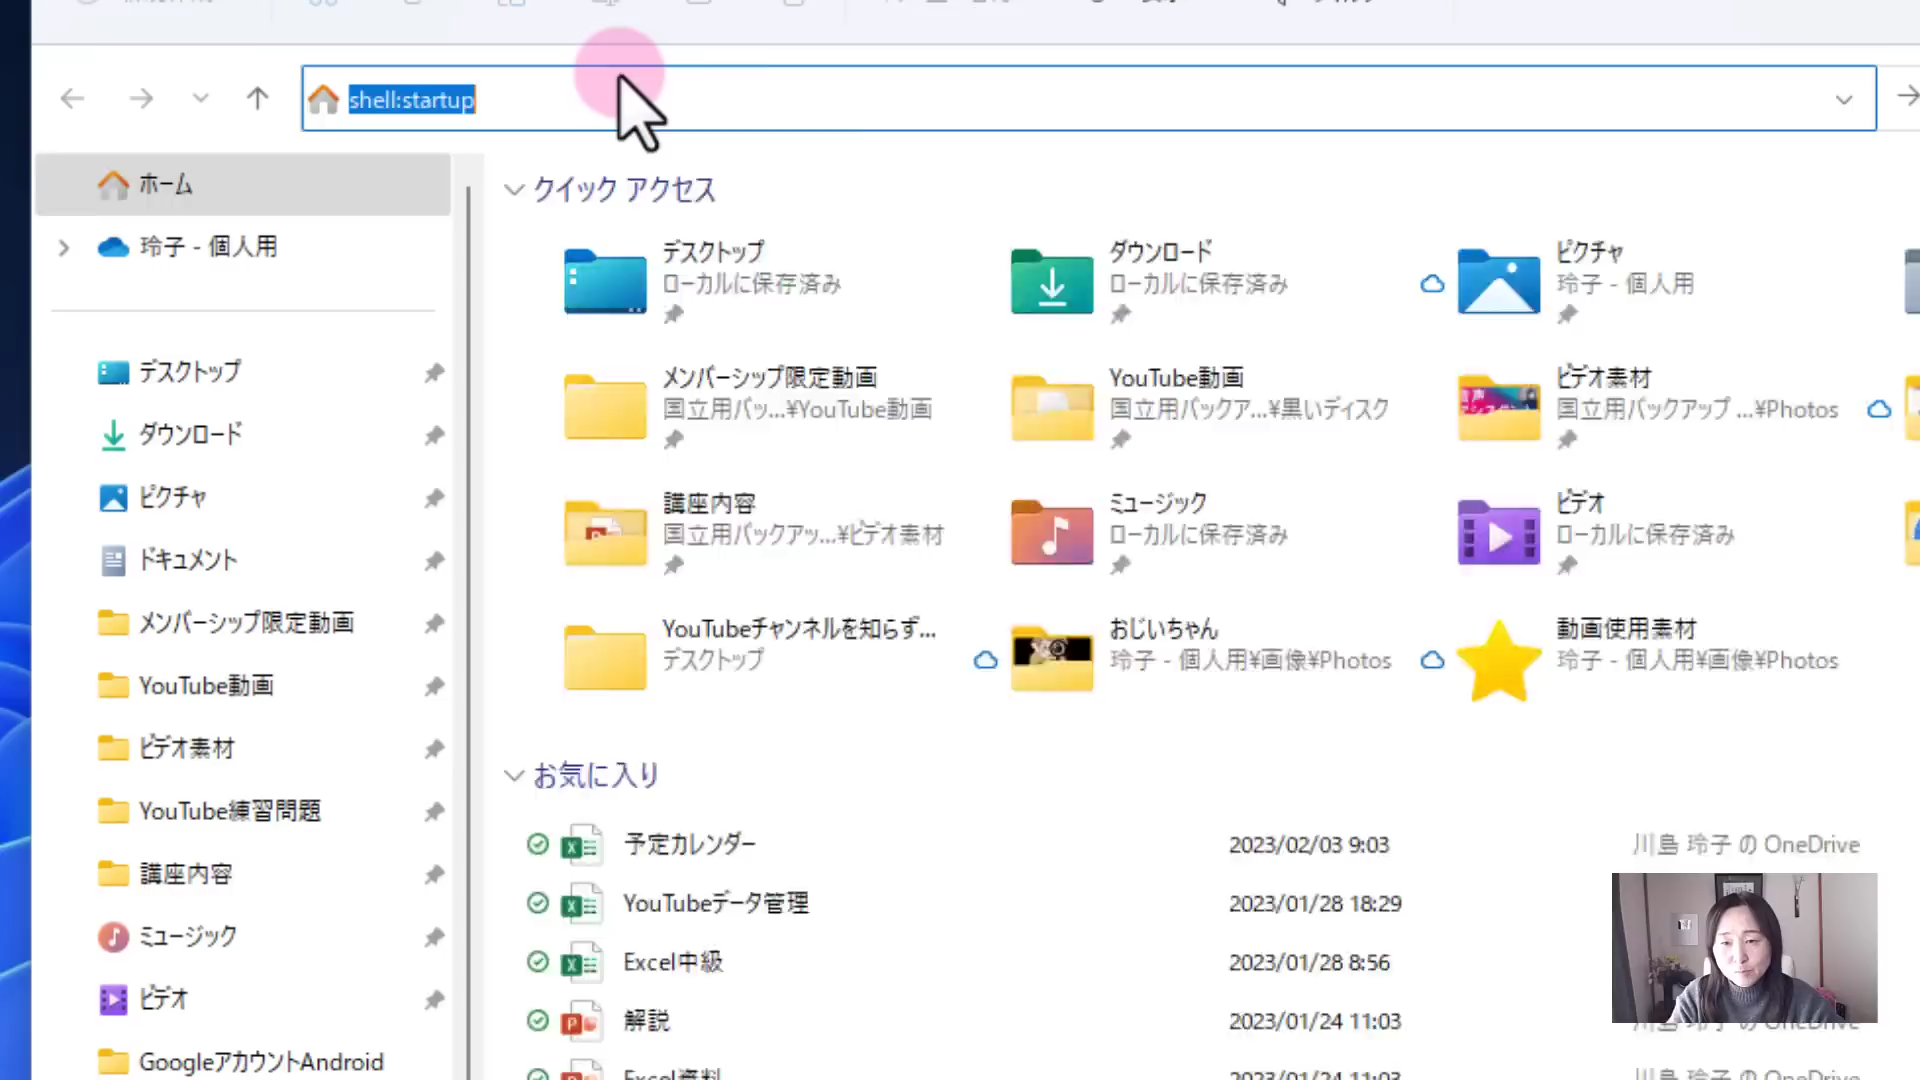 shell:startup
ホーム
クイック アクセス
玲子 - 個人用
デスクトップ
ローカルに保存済み
ダウンロード
ローカルに保存済み
ピクチャ
玲子 - 個人用
デスクトップ
ダウンロード
ピクチャ
ドキュメント
メンバーシップ限定動画
YouTube動画
ビデオ素材
YouTube練習問題
講座内容
ミュージック
ビデオ
GoogleアカウントAndroid
メンバーシップ限定動画
国立用バッ...¥YouTube動画
YouTube動画
国立用バックア...¥黒いディスク
ビデオ素材
国立用バックアップ ...¥Photos
講座内容
国立用バックアッ...¥ビデオ素材
ミュージック
ローカルに保存済み
ビデオ
ローカルに保存済み
YouTubeチャンネルを知らず...
デスクトップ
おじいちゃん
玲子 - 個人用¥画像¥Photos
動画使用素材
玲子 - 個人用¥画像¥Photos
お気に入り
予定カレンダー 2023/02/03 9:03 川島 玲子 の OneDrive
YouTubeデータ管理 2023/01/28 18:29
Excel中級 2023/01/28 8:56
解説 2023/01/24 11:03
Excel資料 2023/01/24 11:03